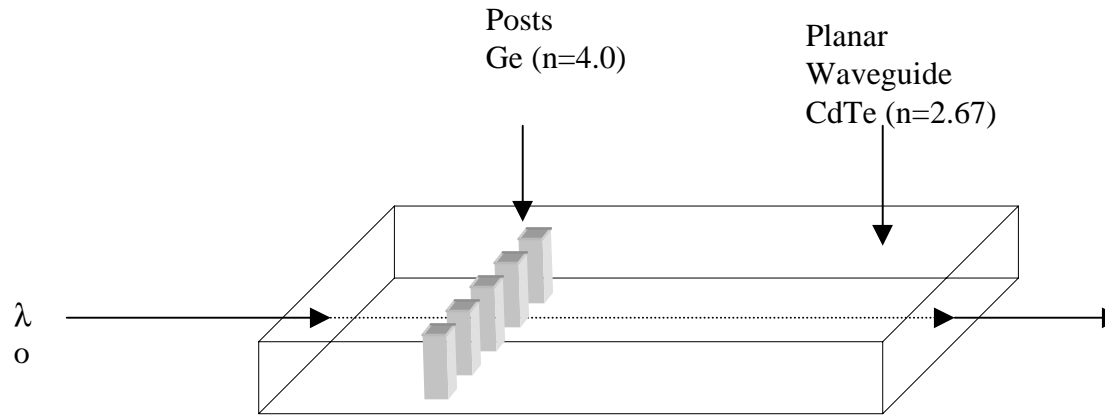 Posts
Ge (n=4.0)
Planar
Waveguide
CdTe (n=2.67)
λ
o